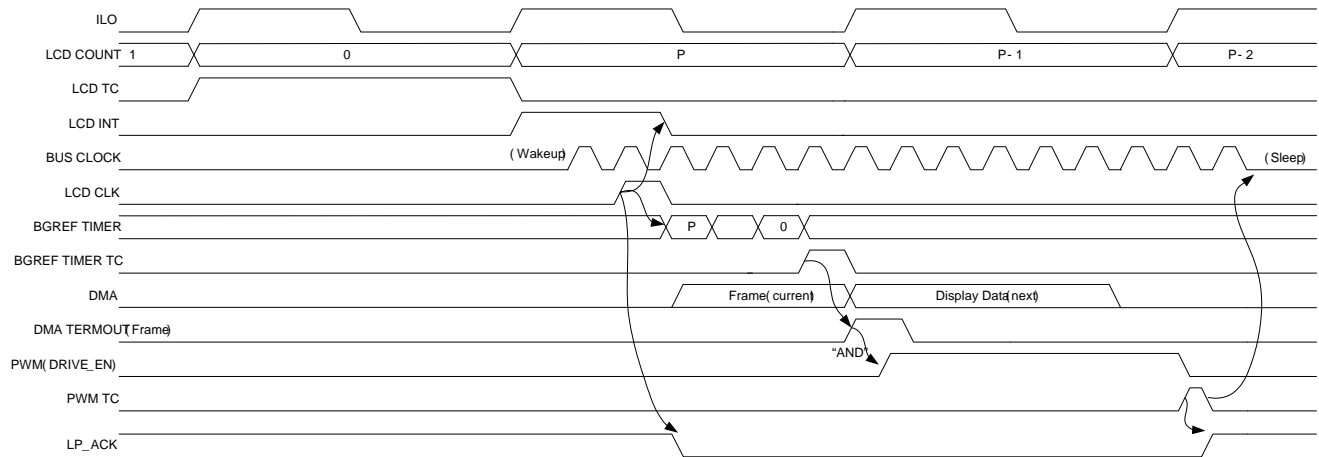 ILO
LCD COUNT 1 0 P P- 1 P- 2
LCD TC
LCD INT
BUS CLOCK (Wakeup) (Sleep)
LCD CLK
BGREF TIMER P 0
BGREF TIMER TC
DMA Frame(current) Display Data(next)
DMA TERMOUT(Frame)
“AND”
PWM(DRIVE_EN)
PWM TC
LP_ACK